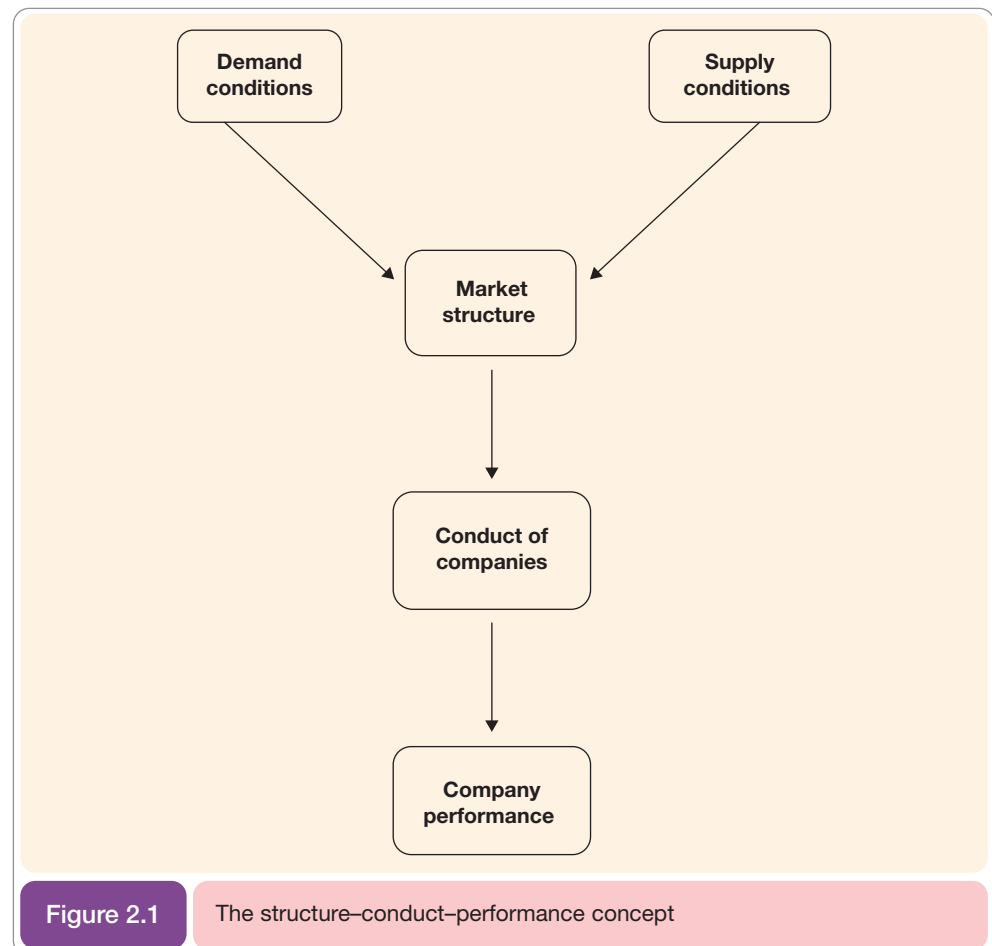 Demand
conditions
Supply
conditions
Market
structure
Conduct of
companies
Company
performance
Figure 2.1
The structure–conduct–performance concept